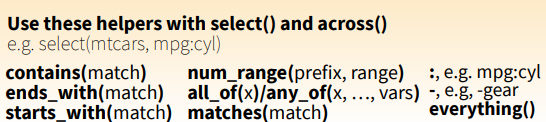 Use these helpers with select() and across()
e.g. select(mtcars, mpg:cyl)
contains(match) num_range(prefix, range) :, e.g. mpg:cyl
ends_with(match) all_of(x)/any_of(x, …, vars) -, e.g, -gear
starts_with(match) matches(match) everything()